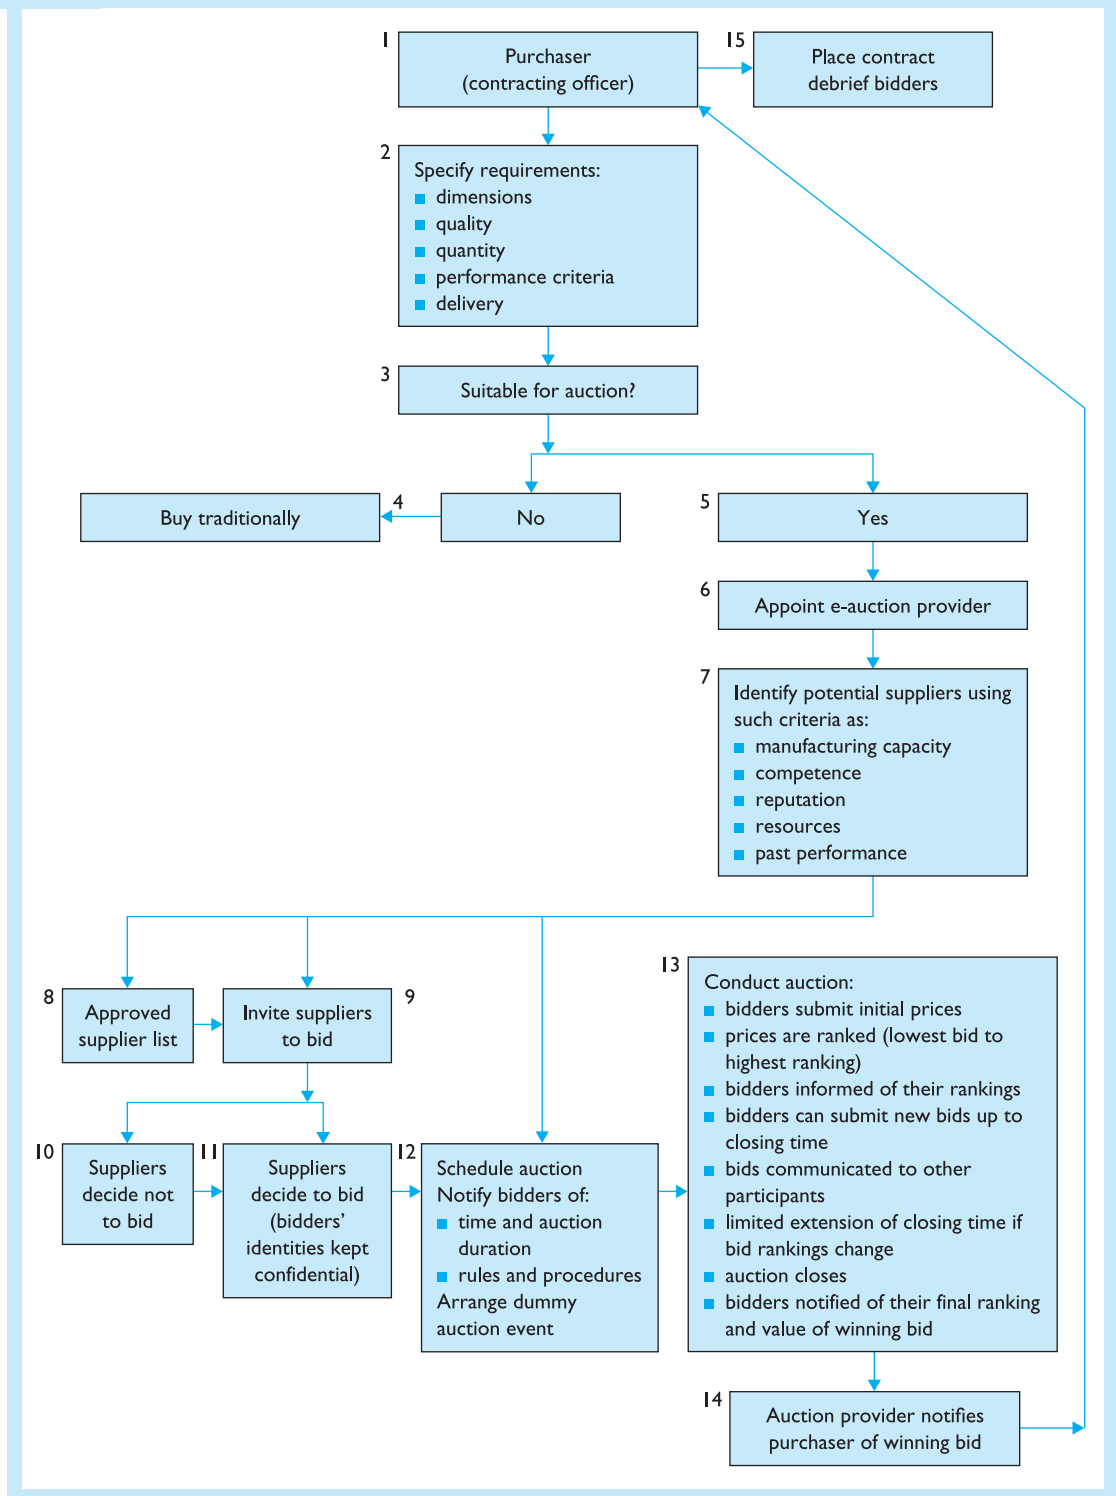 1
Purchaser
(contracting officer)
15
Place contract
debrief bidders
2
Specify requirements:
■ dimensions
■ quality
■ quantity
■ performance criteria
■ delivery
3
Suitable for auction?
Buy traditionally
4
No
5
Yes
6
Appoint e-auction provider
7
Identify potential suppliers using
such criteria as:
■ manufacturing capacity
■ competence
■ reputation
■ resources
■ past performance
8
Approved
supplier list
Invite suppliers
to bid
9
10
Suppliers
decide not
to bid
11
Suppliers
decide to bid
(bidders’
identities kept
confidential)
12
Schedule auction
Notify bidders of:
■ time and auction
duration
■ rules and procedures
Arrange dummy
auction event
13
Conduct auction:
■ bidders submit initial prices
■ prices are ranked (lowest bid to
highest ranking)
■ bidders informed of their rankings
■ bidders can submit new bids up to
closing time
■ bids communicated to other
participants
■ limited extension of closing time if
bid rankings change
■ auction closes
■ bidders notified of their final ranking
and value of winning bid
14
Auction provider notifies
purchaser of winning bid